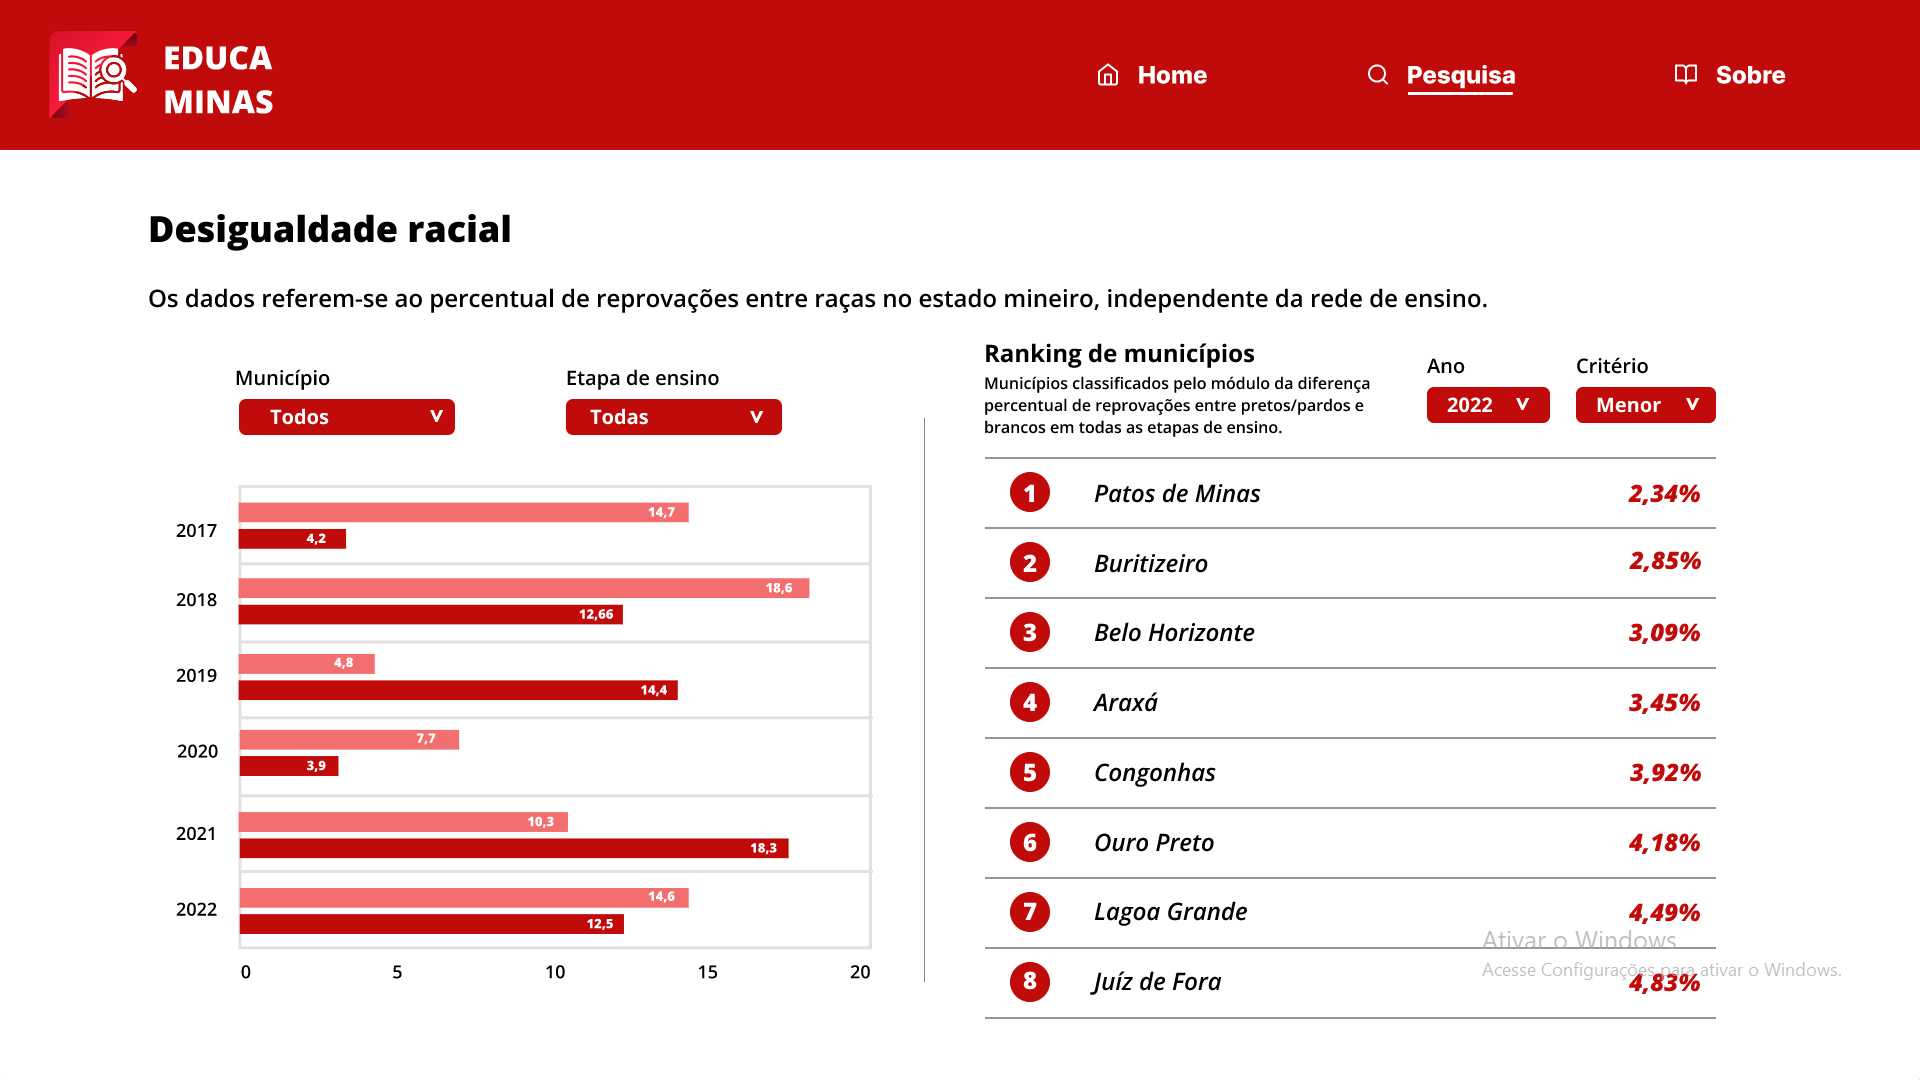 EDUCA
MINAS
Home
Pesquisa
Sobre
Desigualdade racial
Os dados referem-se ao percentual de reprovações entre raças no estado mineiro, independente da rede de ensino.
Município
Etapa de ensino
Todos V
Todas V
2017
14,7
4,2
2018
18,6
12,66
2019
4,8
14,4
2020
7,7
3,9
2021
10,3
18,3
2022
14,6
12,5
0 5 10 15 20
Ranking de municípios
Municípios classificados pelo módulo da diferença
percentual de reprovações entre pretos/pardos e
brancos em todas as etapas de ensino.
Ano
Critério
2022 V
Menor V
1 Patos de Minas 2,34%
2 Buritizeiro 2,85%
3 Belo Horizonte 3,09%
4 Araxá 3,45%
5 Congonhas 3,92%
6 Ouro Preto 4,18%
7 Lagoa Grande 4,49%
8 Juíz de Fora 4,83%
Ativar o Windows
Acesse Configurações para ativar o Windows.